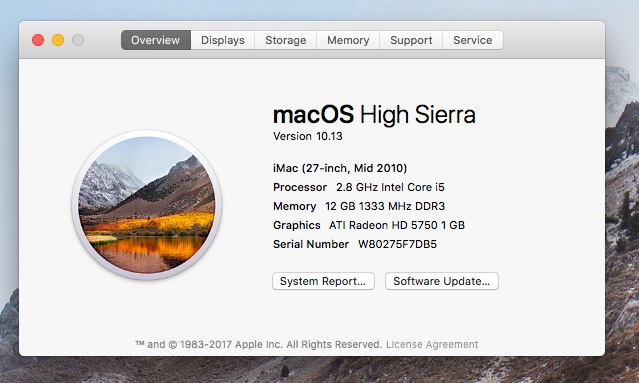 Overview Displays Storage Memory Support Service
macOS High Sierra
Version 10.13
iMac (27-inch, Mid 2010)
Processor 2.8 GHz Intel Core i5
Memory 12 GB 1333 MHz DDR3
Graphics ATI Radeon HD 5750 1 GB
Serial Number W80275F7DB5
System Report... Software Update...
™ and © 1983-2017 Apple Inc. All Rights Reserved. License Agreement